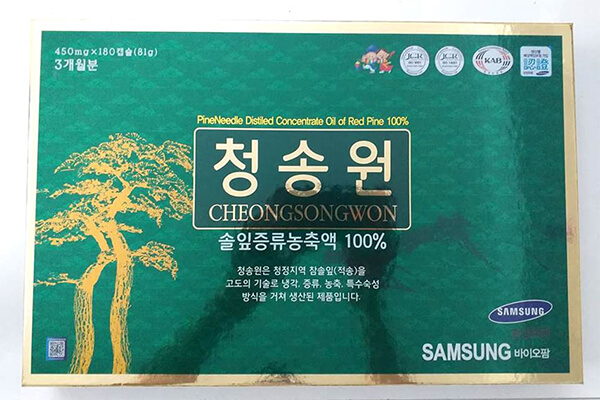 450mg×180캡슐(81g)
3개월분
KAB
PineNeedle Distiled Concentrate Oil of Red Pine 100%
청송원
CHEONGSONGWON
솔잎증류농축액 100%
청송원은 청정지역 참솔잎(적송)을
고도의 기술로 냉각, 증류, 농축, 특수숙성
방식을 거쳐 생산된 제품입니다.
SAMSUNG
SAMSUNG 바이오팜